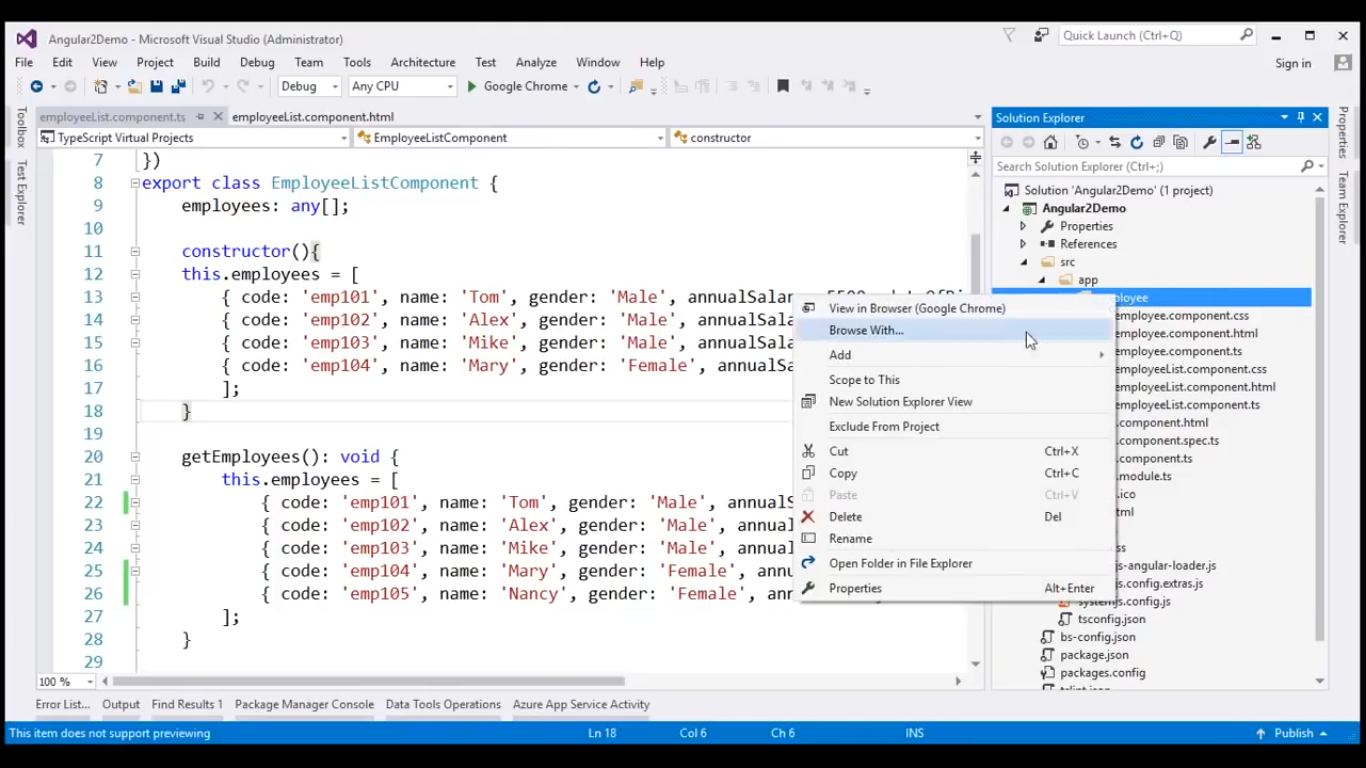 Angular2Demo - Microsoft Visual Studio (Administrator)
Quick Launch (Ctrl+Q)
File Edit View Project Build Debug Team Tools Architecture Test Analyze Window Help
Sign in
Debug Any CPU Google Chrome
Toolbox
Test Explorer
employeeList.component.ts employeeList.component.html
TypeScript Virtual Projects EmployeeListComponent constructor
7 })
8 export class EmployeeListComponent {
9 employees: any[];
10
11 constructor(){
12 this.employees = [
13 { code: 'emp101', name: 'Tom', gender: 'Male', annualSalar
14 { code: 'emp102', name: 'Alex', gender: 'Male', annualSala
15 { code: 'emp103', name: 'Mike', gender: 'Male', annualSala
16 { code: 'emp104', name: 'Mary', gender: 'Female', annualSa
17 ];
18 }
19
20 getEmployees(): void {
21 this.employees = [
22 { code: 'emp101', name: 'Tom', gender: 'Male', annualS
23 { code: 'emp102', name: 'Alex', gender: 'Male', annual
24 { code: 'emp103', name: 'Mike', gender: 'Male', annual
25 { code: 'emp104', name: 'Mary', gender: 'Female', annu
26 { code: 'emp105', name: 'Nancy', gender: 'Female', ann
27 ];
28 }
29
100 %
View in Browser (Google Chrome)
Browse With...
Add
Scope to This
New Solution Explorer View
Exclude From Project
Cut Ctrl+X
Copy Ctrl+C
Paste Ctrl+V
Delete Del
Rename
Open Folder in File Explorer
Properties Alt+Enter
Solution Explorer
Search Solution Explorer (Ctrl+;)
Solution 'Angular2Demo' (1 project)
Angular2Demo
Properties
References
src
app
ployee
employee.component.css
employee.component.html
employee.component.ts
employeeList.component.css
employeeList.component.html
employeeList.component.ts
.component.html
.component.spec.ts
.component.ts
.module.ts
.ico
tml
ss
js-angular-loader.js
s.config.extras.js
systemjs.config.js
tsconfig.json
bs-config.json
package.json
packages.config
Properties
Team Explorer
Error List... Output Find Results 1 Package Manager Console Data Tools Operations Azure App Service Activity
This item does not support previewing Ln 18 Col 6 Ch 6 INS Publish